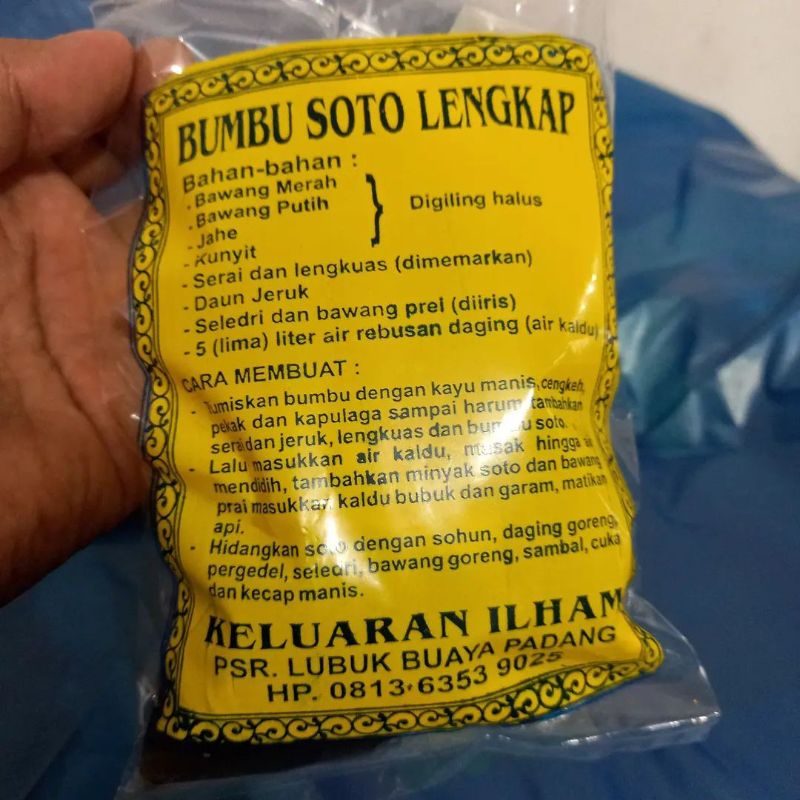 BUMBU SOTO LENGKAP
Bahan-bahan :
- Bawang Merah
- Bawang Putih
- Jahe
- Kunyit
} Digiling halus
- Serai dan lengkuas (dimemarkan)
- Daun Jeruk
- Seledri dan bawang prei (diiris)
- 5 (lima) liter air rebusan daging (air kaldu)
CARA MEMBUAT :
- Tumiskan bumbu dengan kayu manis, cengkeh,
pekak dan kapulaga sampai harum, tambahkan
serai dan jeruk, lengkuas dan bumbu soto.
- Lalu masukkan air kaldu, masak hingga
mendidih, tambahkan minyak soto dan bawang
prai masukkan kaldu bubuk dan garam, matikan
api.
- Hidangkan soto dengan sohun, daging goreng,
pergedel, seledri, bawang goreng, sambal, cuka
dan kecap manis.
KELUARAN ILHAM
PSR. LUBUK BUAYA PADANG
HP. 0813 6353 9025